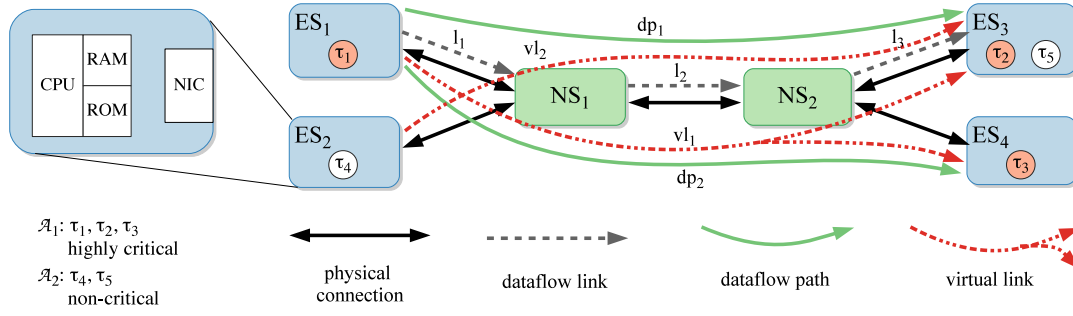 CPU
RAM
ROM
NIC
ES₁
τ₁
ES₂
τ₄
l₁
vl₂
dp₁
l₂
l₃
NS₁
NS₂
vl₁
dp₂
ES₃
τ₂ τ₅
ES₄
τ₃
𝒜₁: τ₁, τ₂, τ₃
highly critical
𝒜₂: τ₄, τ₅
non-critical
physical
connection
dataflow link
dataflow path
virtual link